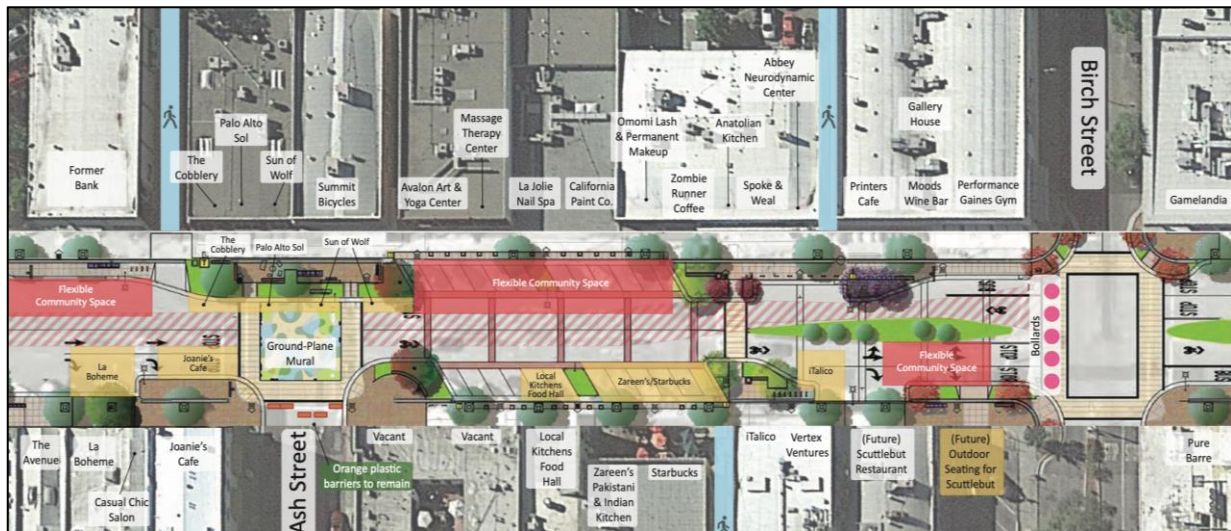 Former
Bank
The
Cobblery
Palo Alto
Sol
Sun of
Wolf
Summit
Bicycles
Avalon Art &
Yoga Center
Massage
Therapy
Center
La Jolie
Nail Spa
California
Paint Co.
Omomi Lash
& Permanent
Makeup
Zombie
Runner
Coffee
Anatolian
Kitchen
Abbey
Neurodynamic
Center
Spoke &
Weal
Printers
Cafe
Gallery
House
Moods
Wine Bar
Performance
Gaines Gym
Birch Street
Gamelandia
Flexible
Community Space
The
Cobblery
Palo Alto Sol
Sun of Wolf
Flexible Community Space
STOP
Ground-Plane
Mural
La
Boheme
Joanie's
Cafe
Local
Kitchens
Food Hall
Zareen's/Starbucks
iTalico
Flexible
Community Space
STOP
STOP
Bollards
STOP
STOP
The
Avenue
La
Boheme
Casual Chic
Salon
Joanie's
Cafe
Ash Street
Orange plastic
barriers to remain
Vacant
Vacant
Local
Kitchens
Food
Hall
Zareen's
Pakistani
& Indian
Kitchen
Starbucks
iTalico
Vertex
Ventures
(Future)
Scuttlebut
Restaurant
(Future)
Outdoor
Seating for
Scuttlebut
Pure
Barre